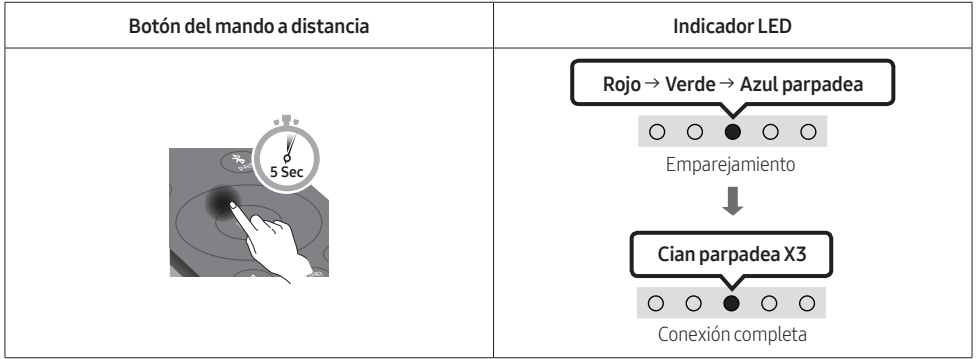 Botón del mando a distancia
Indicador LED
5 Sec
Rojo → Verde → Azul parpadea
Emparejamiento
Cian parpadea X3
Conexión completa